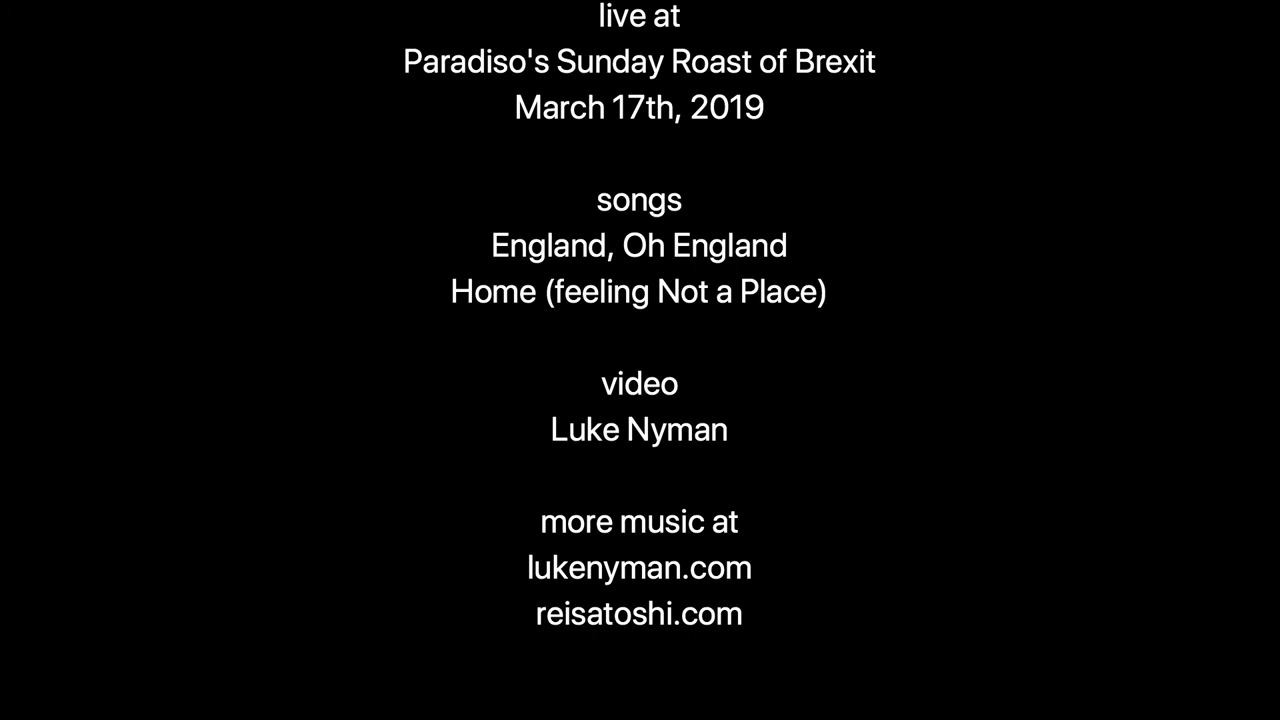 live at
Paradiso's Sunday Roast of Brexit
March 17th, 2019
songs
England, Oh England
Home (feeling Not a Place)
video
Luke Nyman
more music at
lukenyman.com
reisatoshi.com